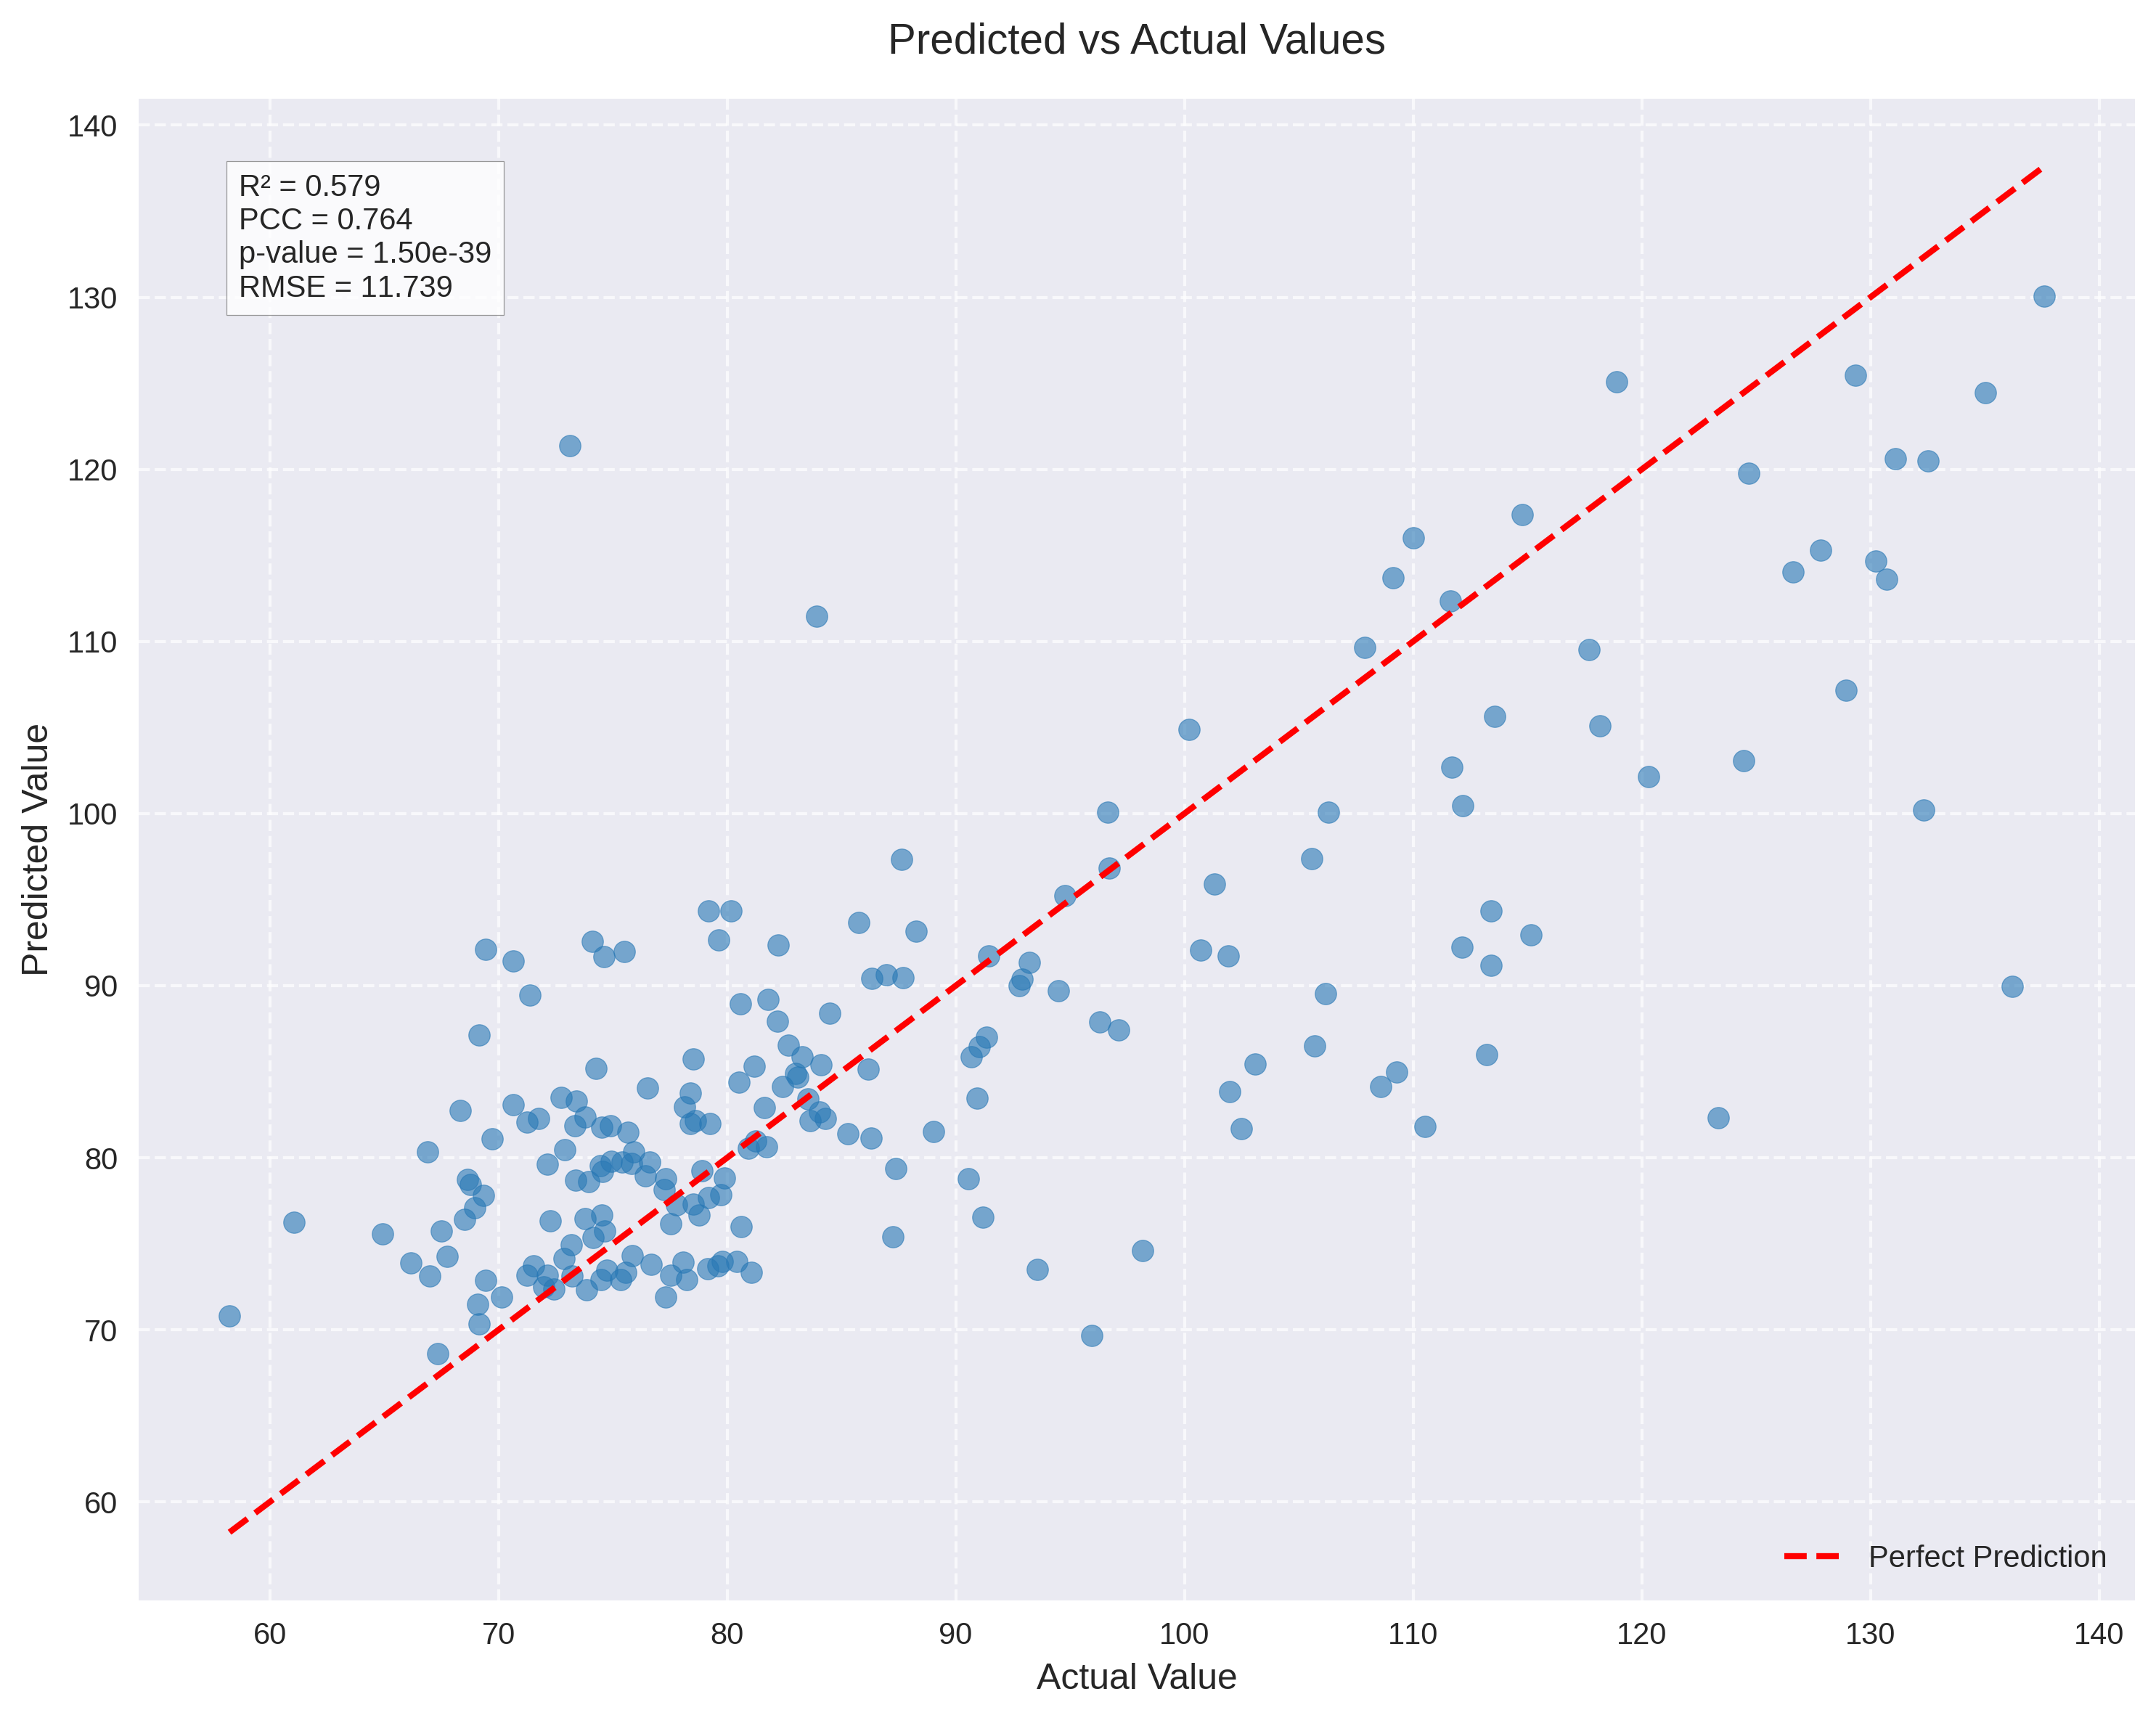 Predicted vs Actual Values
140
130
120
110
100
90
80
70
60
R² = 0.579
PCC = 0.764
p-value = 1.50e-39
RMSE = 11.739
Predicted Value
Perfect Prediction
60 70 80 90 100 110 120 130 140
Actual Value